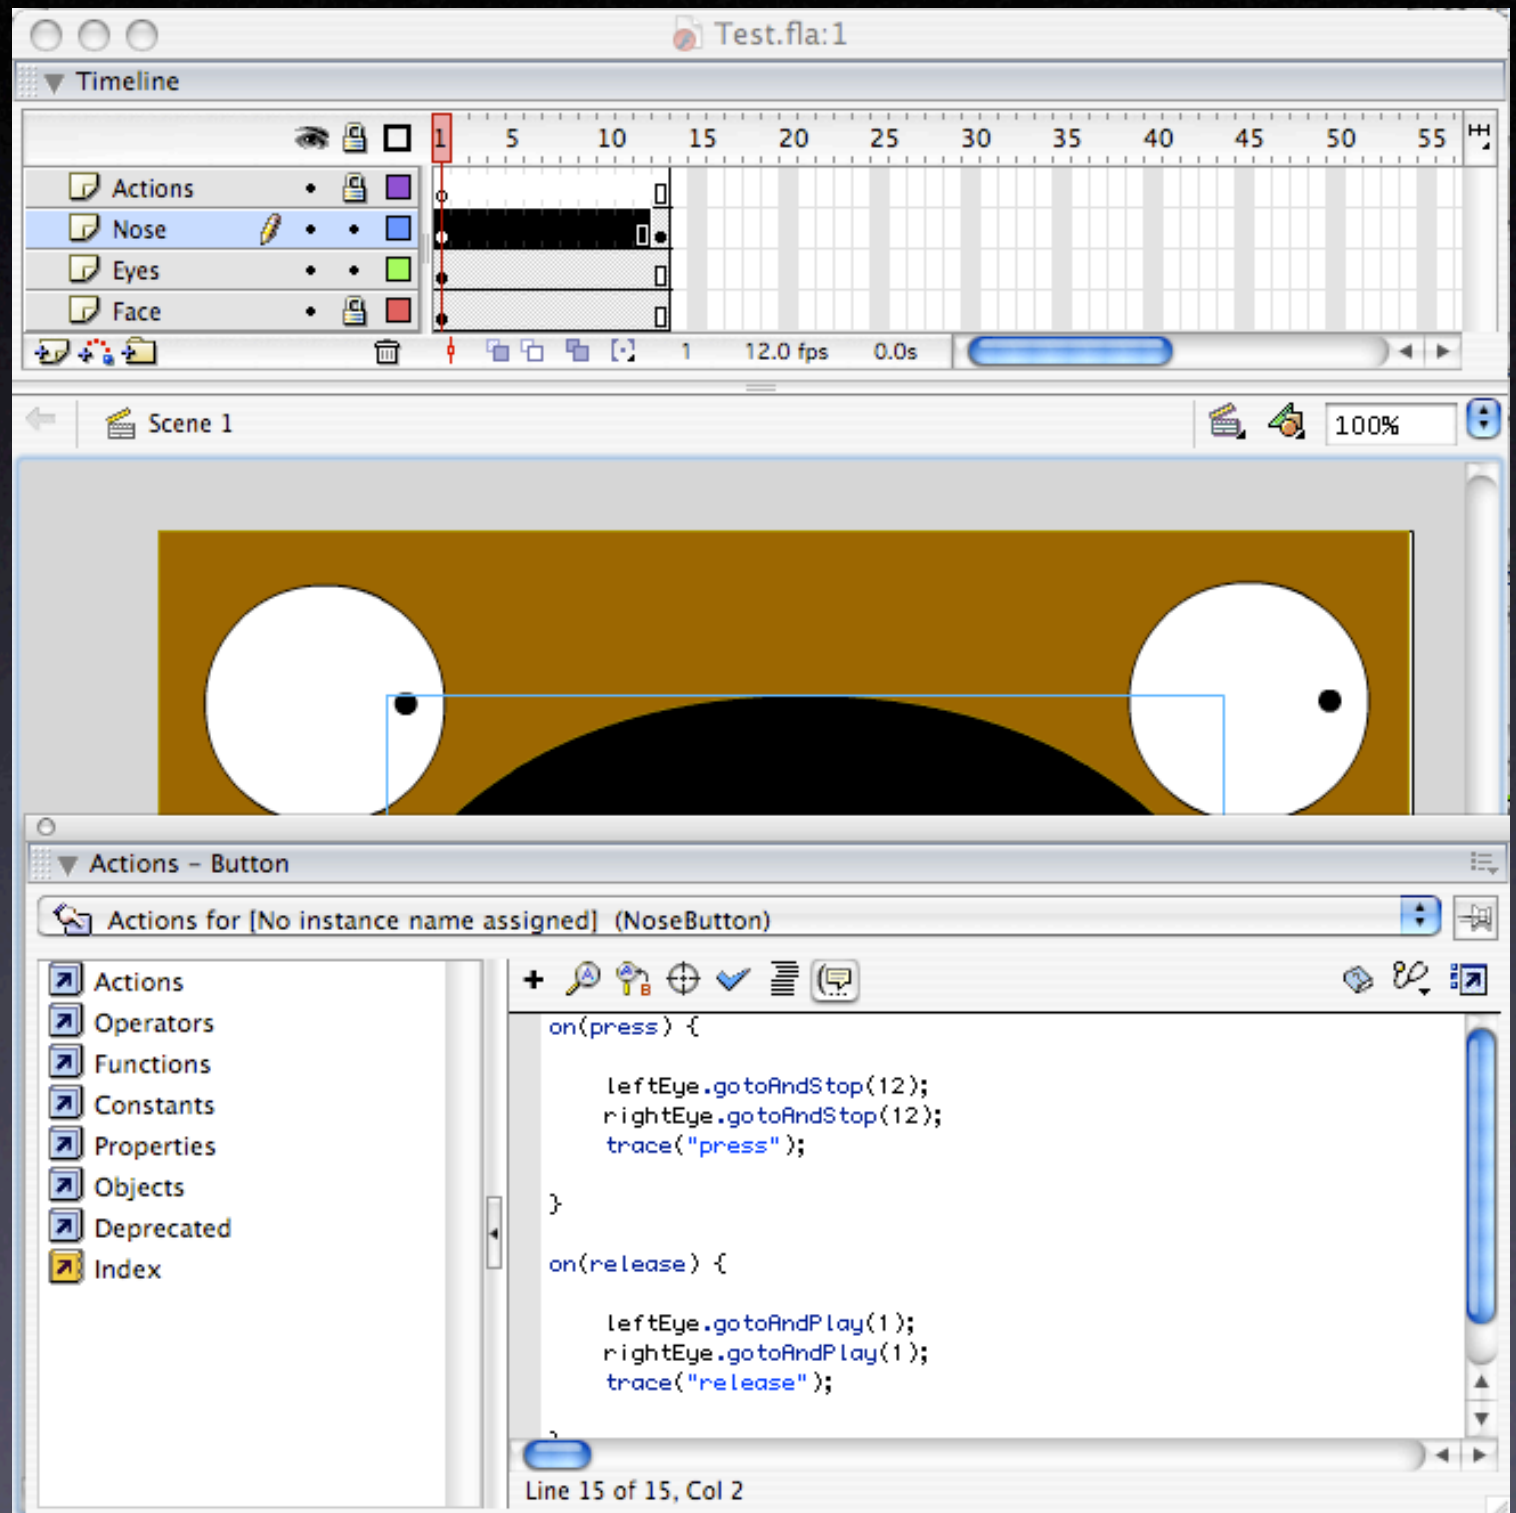 Test.fla:1
Timeline
1 5 10 15 20 25 30 35 40 45 50 55
Actions
Nose
Eyes
Face
1 12.0 fps 0.0s
Scene 1
100%
Actions – Button
Actions for [No instance name assigned] (NoseButton)
Actions
Operators
Functions
Constants
Properties
Objects
Deprecated
Index
on(press) {
leftEye.gotoAndStop(12);
rightEye.gotoAndStop(12);
trace("press");
}
on(release) {
leftEye.gotoAndPlay(1);
rightEye.gotoAndPlay(1);
trace("release");
}
Line 15 of 15, Col 2